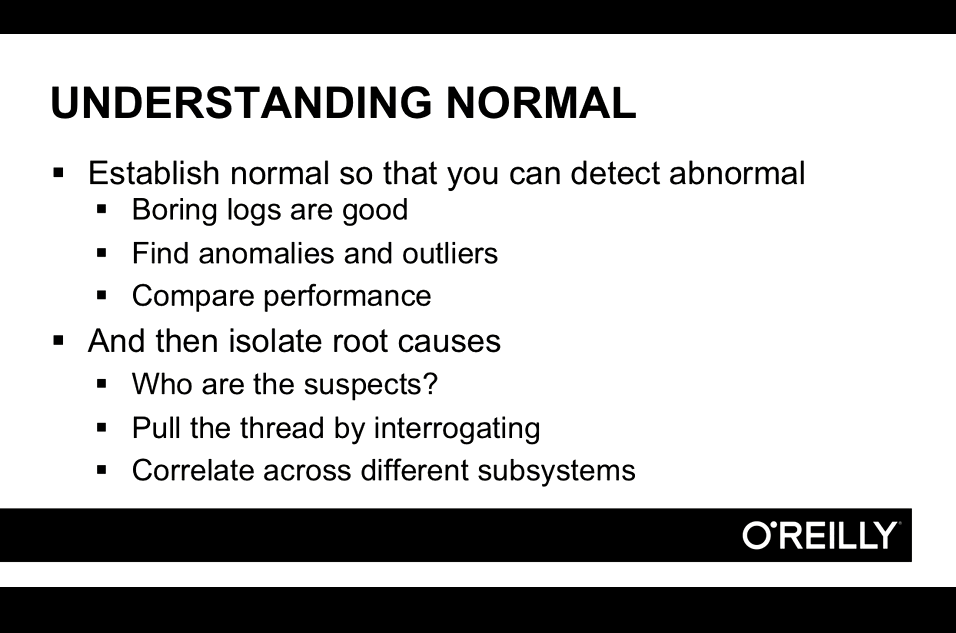 UNDERSTANDING NORMAL
▪ Establish normal so that you can detect abnormal
▪ Boring logs are good
▪ Find anomalies and outliers
▪ Compare performance
▪ And then isolate root causes
▪ Who are the suspects?
▪ Pull the thread by interrogating
▪ Correlate across different subsystems
O'REILLY